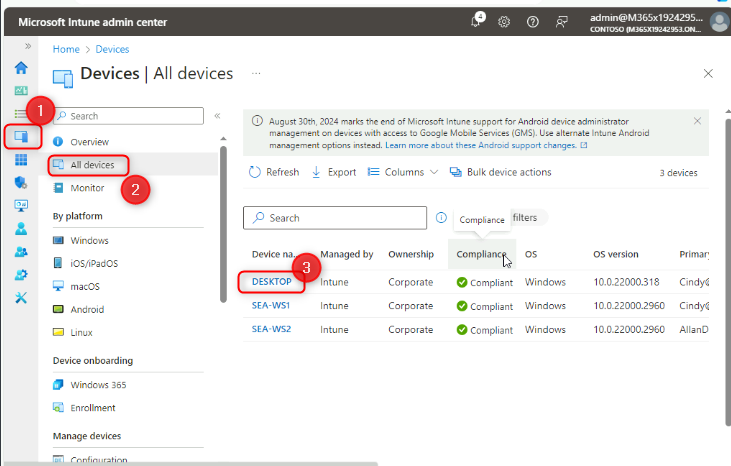 Microsoft Intune admin center
4
admin@M365x1924295...
CONTOSO (M365X19242953.ON...
Home > Devices
Devices | All devices
...
1
Search
Overview
All devices
2
Monitor
By platform
Windows
iOS/iPadOS
macOS
Android
Linux
Device onboarding
Windows 365
Enrollment
Manage devices
Configuration
August 30th, 2024 marks the end of Microsoft Intune support for Android device administrator
management on devices with access to Google Mobile Services (GMS). Use alternate Intune Android
management options instead. Learn more about these Android support changes.
Refresh Export Columns Bulk device actions 3 devices
Compliance
Search filters
Device na... Managed by Ownership Compliance OS OS version Primary
3
DESKTOP Intune Corporate Compliant Windows 10.0.22000.318 Cindy@
SEA-WS1 Intune Corporate Compliant Windows 10.0.22000.2960 Cindy@
SEA-WS2 Intune Corporate Compliant Windows 10.0.22000.2960 AllanD